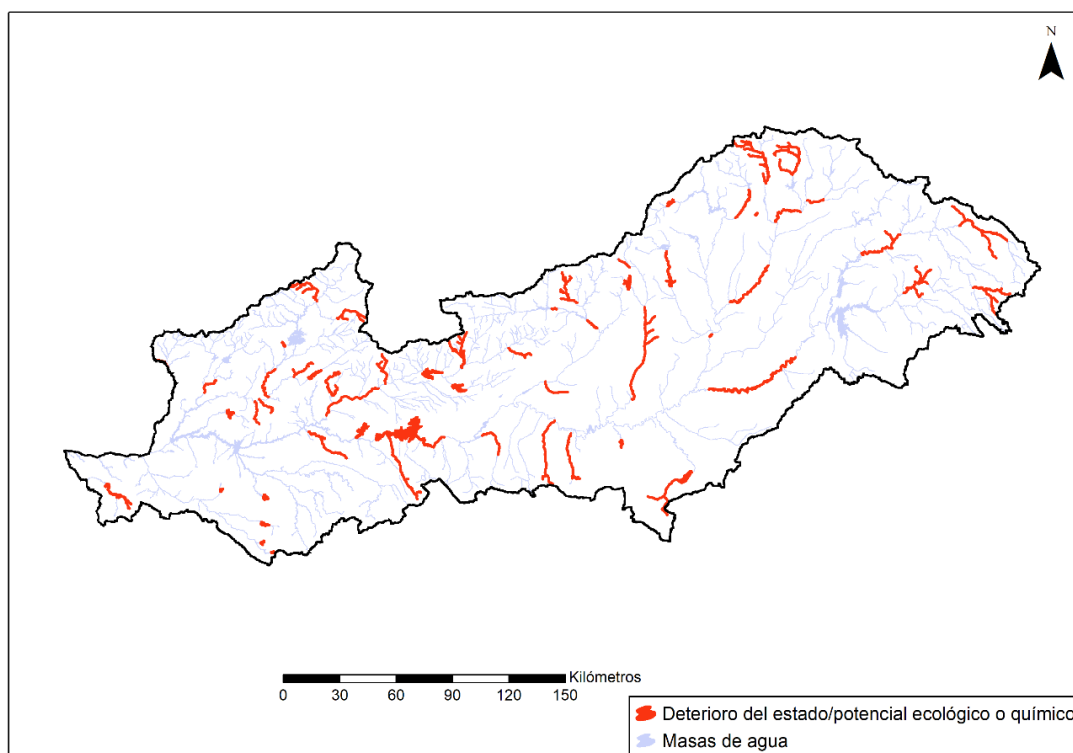 N
Kilómetros
0 30 60 90 120 150
Deterioro del estado/potencial ecológico o químico
Masas de agua